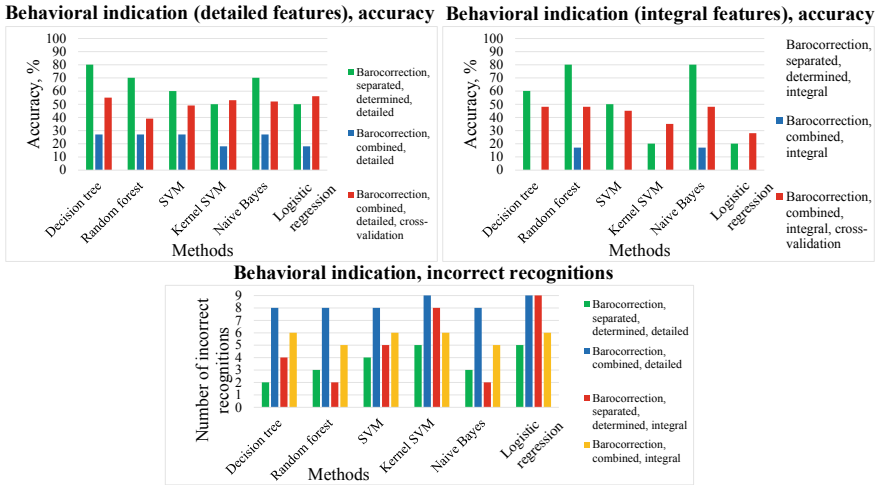 Behavioral indication (detailed features), accuracy
Accuracy, %
100
90
80
70
60
50
40
30
20
10
0
Decision tree
Random forest
SVM
Kernel SVM
Naive Bayes
Logistic
regression
Methods
Barocorrection,
separated,
determined,
detailed
Barocorrection,
combined,
detailed
Barocorrection,
combined,
detailed, cross-
validation
Behavioral indication (integral features), accuracy
Accuracy, %
100
90
80
70
60
50
40
30
20
10
0
Decision tree
Random forest
SVM
Kernel SVM
Naive Bayes
Logistic
regression
Methods
Barocorrection,
separated,
determined,
integral
Barocorrection,
combined,
integral
Barocorrection,
combined,
integral, cross-
validation
Behavioral indication, incorrect recognitions
Number of incorrect
recognitions
9
8
7
6
5
4
3
2
1
0
Decision tree
Random forest
SVM
Kernel SVM
Naive Bayes
Logistic
regression
Methods
Barocorrection,
separated,
determined, detailed
Barocorrection,
combined, detailed
Barocorrection,
separated,
determined, integral
Barocorrection,
combined, integral